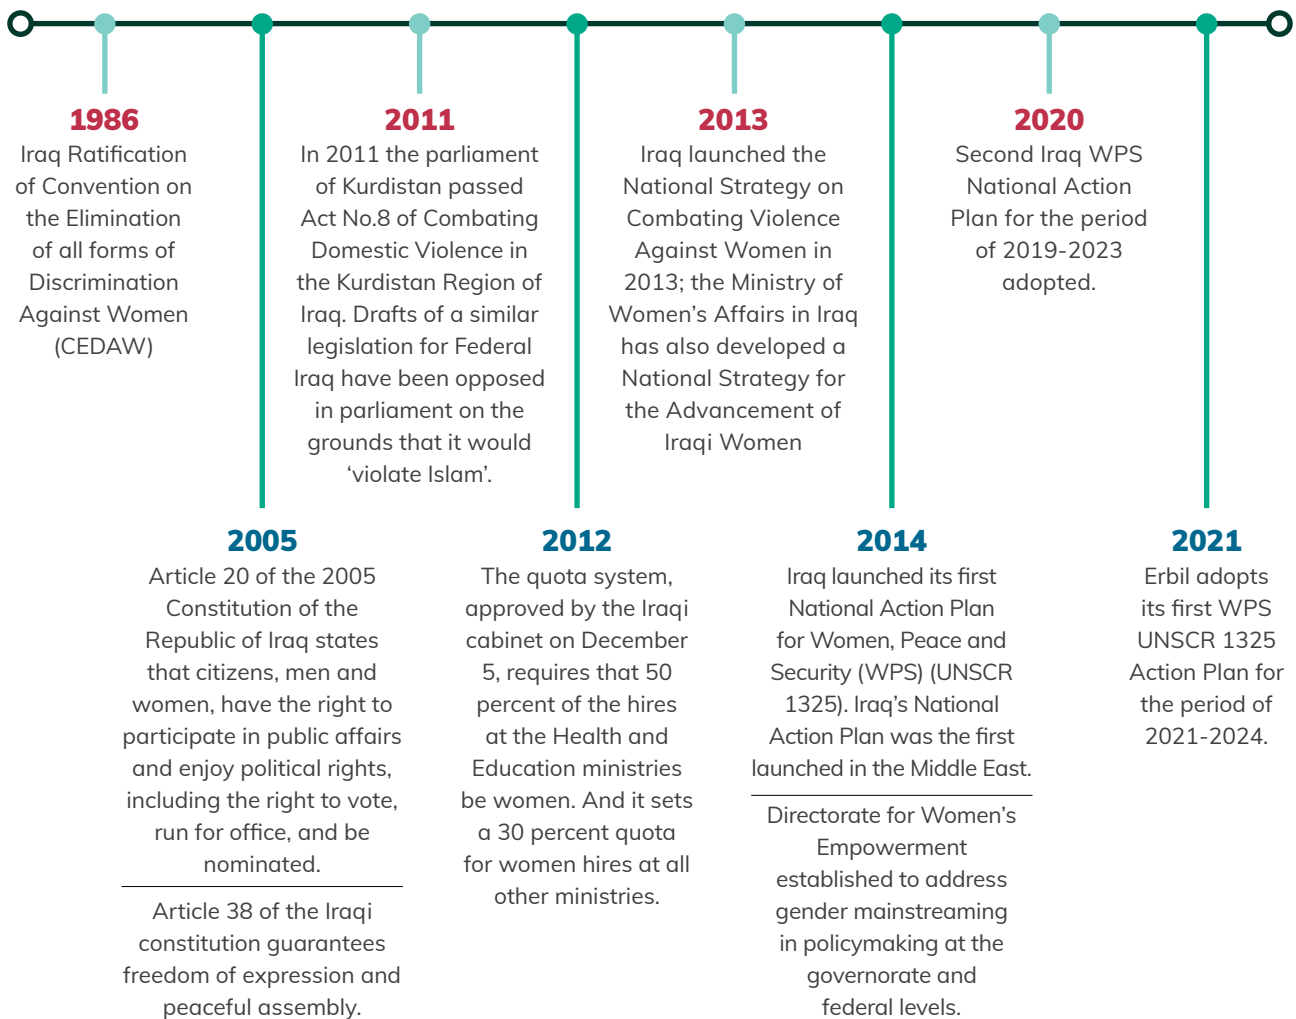 1986
Iraq Ratification
of Convention on
the Elimination
of all forms of
Discrimination
Against Women
(CEDAW)
2005
Article 20 of the 2005
Constitution of the
Republic of Iraq states
that citizens, men and
women, have the right to
participate in public affairs
and enjoy political rights,
including the right to vote,
run for office, and be
nominated.
Article 38 of the Iraqi
constitution guarantees
freedom of expression and
peaceful assembly.
2011
In 2011 the parliament
of Kurdistan passed
Act No.8 of Combating
Domestic Violence in
the Kurdistan Region of
Iraq. Drafts of a similar
legislation for Federal
Iraq have been opposed
in parliament on the
grounds that it would
‘violate Islam’.
2012
The quota system,
approved by the Iraqi
cabinet on December
5, requires that 50
percent of the hires
at the Health and
Education ministries
be women. And it sets
a 30 percent quota
for women hires at all
other ministries.
2013
Iraq launched the
National Strategy on
Combating Violence
Against Women in
2013; the Ministry of
Women’s Affairs in Iraq
has also developed a
National Strategy for
the Advancement of
Iraqi Women
2014
Iraq launched its first
National Action Plan
for Women, Peace and
Security (WPS) (UNSCR
1325). Iraq’s National
Action Plan was the first
launched in the Middle East.
Directorate for Women’s
Empowerment
established to address
gender mainstreaming
in policymaking at the
governorate and
federal levels.
2020
Second Iraq WPS
National Action
Plan for the period
of 2019-2023
adopted.
2021
Erbil adopts
its first WPS
UNSCR 1325
Action Plan for
the period of
2021-2024.